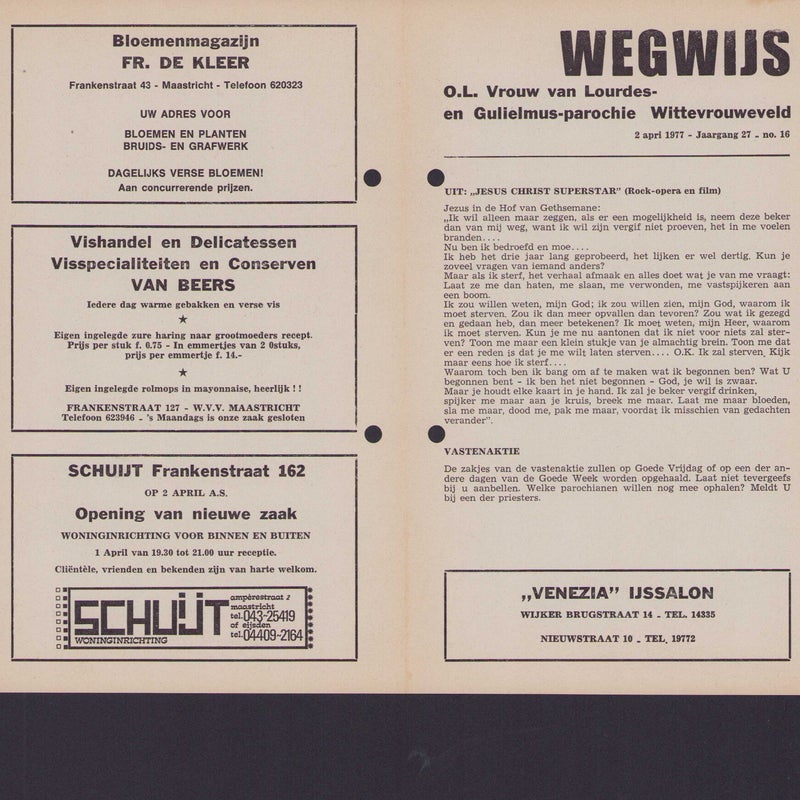 Bloemenmagazijn
FR. DE KLEER
Frankenstraat 43 - Maastricht - Telefoon 620323
UW ADRES VOOR
BLOEMEN EN PLANTEN
BRUIDS- EN GRAFWERK
DAGELIJKS VERSE BLOEMEN!
Aan concurrerende prijzen.
Vishandel en Delicatessen
Visspecialiteiten en Conserven
VAN BEERS
Iedere dag warme gebakken en verse vis
★
Eigen ingelegde zure haring naar grootmoeders recept.
Prijs per stuk f. 0.75 - In emmertjes van 2 0stuks,
prijs per emmertje f. 14.-
★
Eigen ingelegde rolmops in mayonnaise, heerlijk ! !
FRANKENSTRAAT 127 - W.V.V. MAASTRICHT
Telefoon 623946 - 's Maandags is onze zaak gesloten
SCHUIJT Frankenstraat 162
OP 2 APRIL A.S.
Opening van nieuwe zaak
WONINGINRICHTING VOOR BINNEN EN BUITEN
1 April van 19.30 tot 21.00 uur receptie.
Cliëntèle, vrienden en bekenden zijn van harte welkom.
SCHUIJT
WONINGINRICHTING
ampèrestraat 2
maastricht
tel. 043-25419
of eijsden
tel. 04409-2164
WEGWIJS
O.L. Vrouw van Lourdes-
en Gulielmus-parochie Wittevrouweveld
2 apri 1977 - Jaargang 27 - no. 16
UIT: „JESUS CHRIST SUPERSTAR" (Rock-opera en film)
Jezus in de Hof van Gethsemane:
„Ik wil alleen maar zeggen, als er een mogelijkheid is, neem deze beker
dan van mij weg, want ik wil zijn vergif niet proeven, het in me voelen
branden....
Nu ben ik bedroefd en moe....
Ik heb het drie jaar lang geprobeerd, het lijken er wel dertig. Kun je
zoveel vragen van iemand anders?
Maar als ik sterf, het verhaal afmaak en alles doet wat je van me vraagt:
Laat ze me dan haten, me slaan, me verwonden, me vastspijkeren aan
een boom.
Ik zou willen weten, mijn God; ik zou willen zien, mijn God, waarom ik
moet sterven. Zou ik dan meer opvallen dan tevoren? Zou wat ik gezegd
en gedaan heb, dan meer betekenen? Ik moet weten, mijn Heer, waarom
ik moet sterven. Kun je me nu aantonen dat ik niet voor niets zal ster-
ven? Toon me maar een klein stukje van je almachtig brein. Toon me dat
er een reden is dat je me wilt laten sterven.... O.K. Ik zal sterven. Kijk
maar eens hoe ik sterf....
Waarom toch ben ik bang om af te maken wat ik begonnen ben? Wat U
begonnen bent - ik ben het niet begonnen - God, je wil is zwaar.
Maar je houdt elke kaart in je hand. Ik zal je beker vergif drinken,
spijker me maar aan je kruis, breek me maar. Laat me maar bloeden,
sla me maar, dood me, pak me maar, voordat ik misschien van gedachten
verander".
VASTENAKTIE
De zakjes van de vastenaktie zullen op Goede Vrijdag of op een der an-
dere dagen van de Goede Week worden opgehaald. Laat niet tevergeefs
bij u aanbellen. Welke parochianen willen nog mee ophalen? Meldt U
bij een der priesters.
„VENEZIA" IJSSALON
WIJKER BRUGSTRAAT 14 - TEL. 14335
NIEUWSTRAAT 10 - TEL. 19772